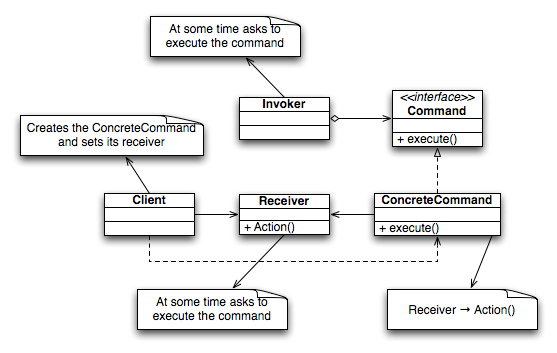 At some time asks to
execute the command
Invoker
<<interface>>
Command
+ execute()
Creates the ConcreteCommand
and sets its receiver
Client
Receiver
+ Action()
ConcreteCommand
+ execute()
At some time asks to
execute the command
Receiver → Action()